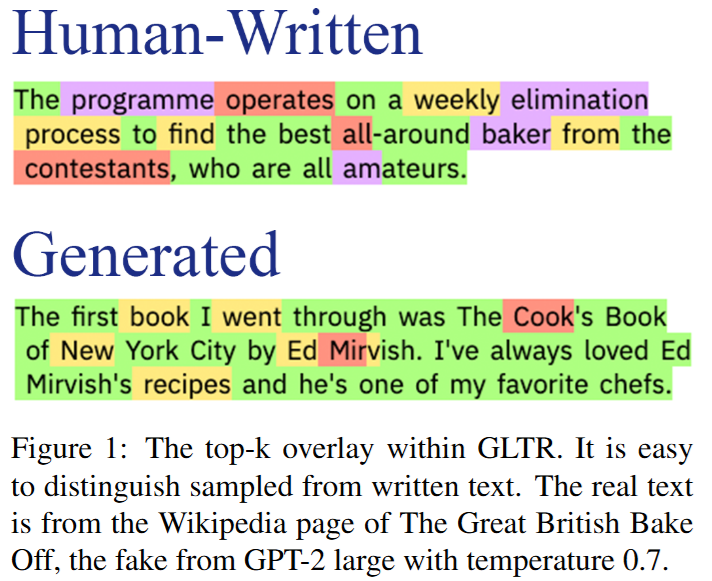 Human-Written
The programme operates on a weekly elimination
process to find the best all-around baker from the
contestants, who are all amateurs.
Generated
The first book I went through was The Cook's Book
of New York City by Ed Mirvish. I've always loved Ed
Mirvish's recipes and he's one of my favorite chefs.
Figure 1: The top-k overlay within GLTR. It is easy
to distinguish sampled from written text. The real text
is from the Wikipedia page of The Great British Bake
Off, the fake from GPT-2 large with temperature 0.7.